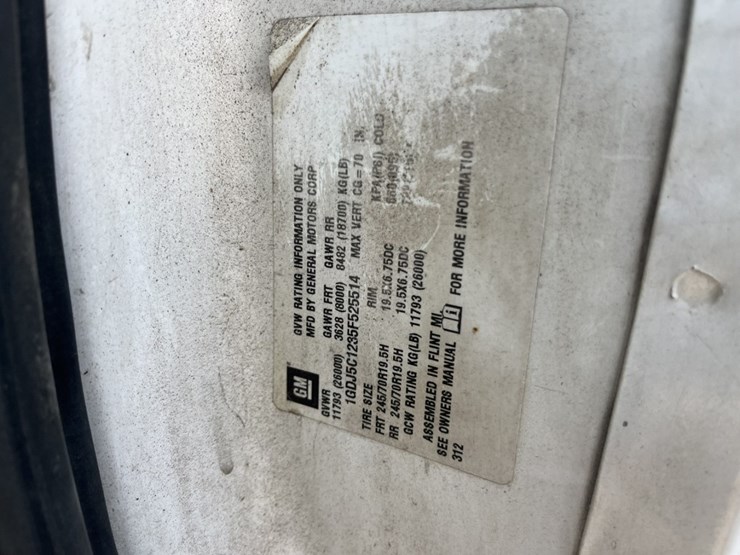 GM
GVW RATING INFORMATION ONLY
MFD BY GENERAL MOTORS CORP
GVWR GAWR FRT GAWR RR
11793 (26000) 3628 (8000) 8482 (18700) KG(LB)
1GDJ5C1235F525514 MAX VERT CG=70 IN
TIRE SIZE RIM KPA(PSI) COLD
FRT 245/70R19.5H 19.5X6.75DC
RR 245/70R19.5H 19.5X6.75DC
GCW RATING KG(LB) 11793 (26000)
ASSEMBLED IN FLINT MI.
SEE OWNERS MANUAL i FOR MORE INFORMATION
312